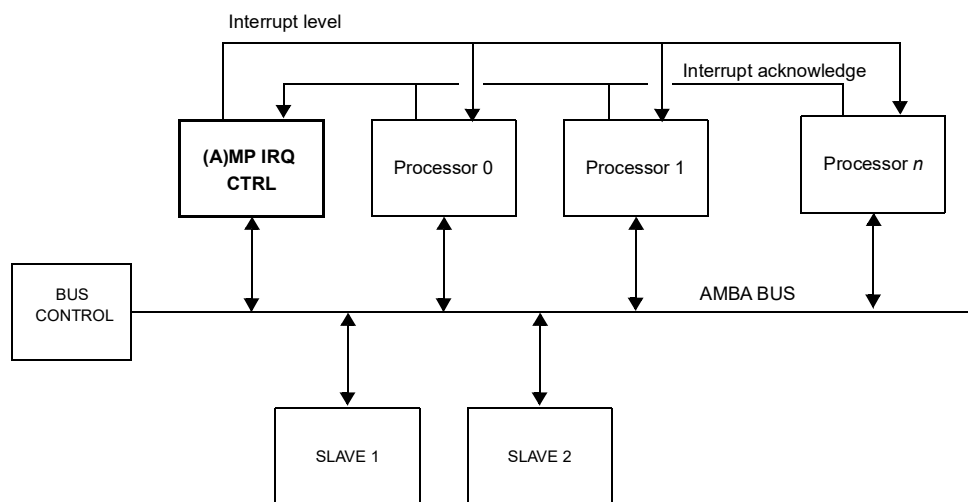 Interrupt level
Interrupt acknowledge
(A)MP IRQ
CTRL
Processor 0
Processor 1
Processor n
BUS
CONTROL
AMBA BUS
SLAVE 1
SLAVE 2